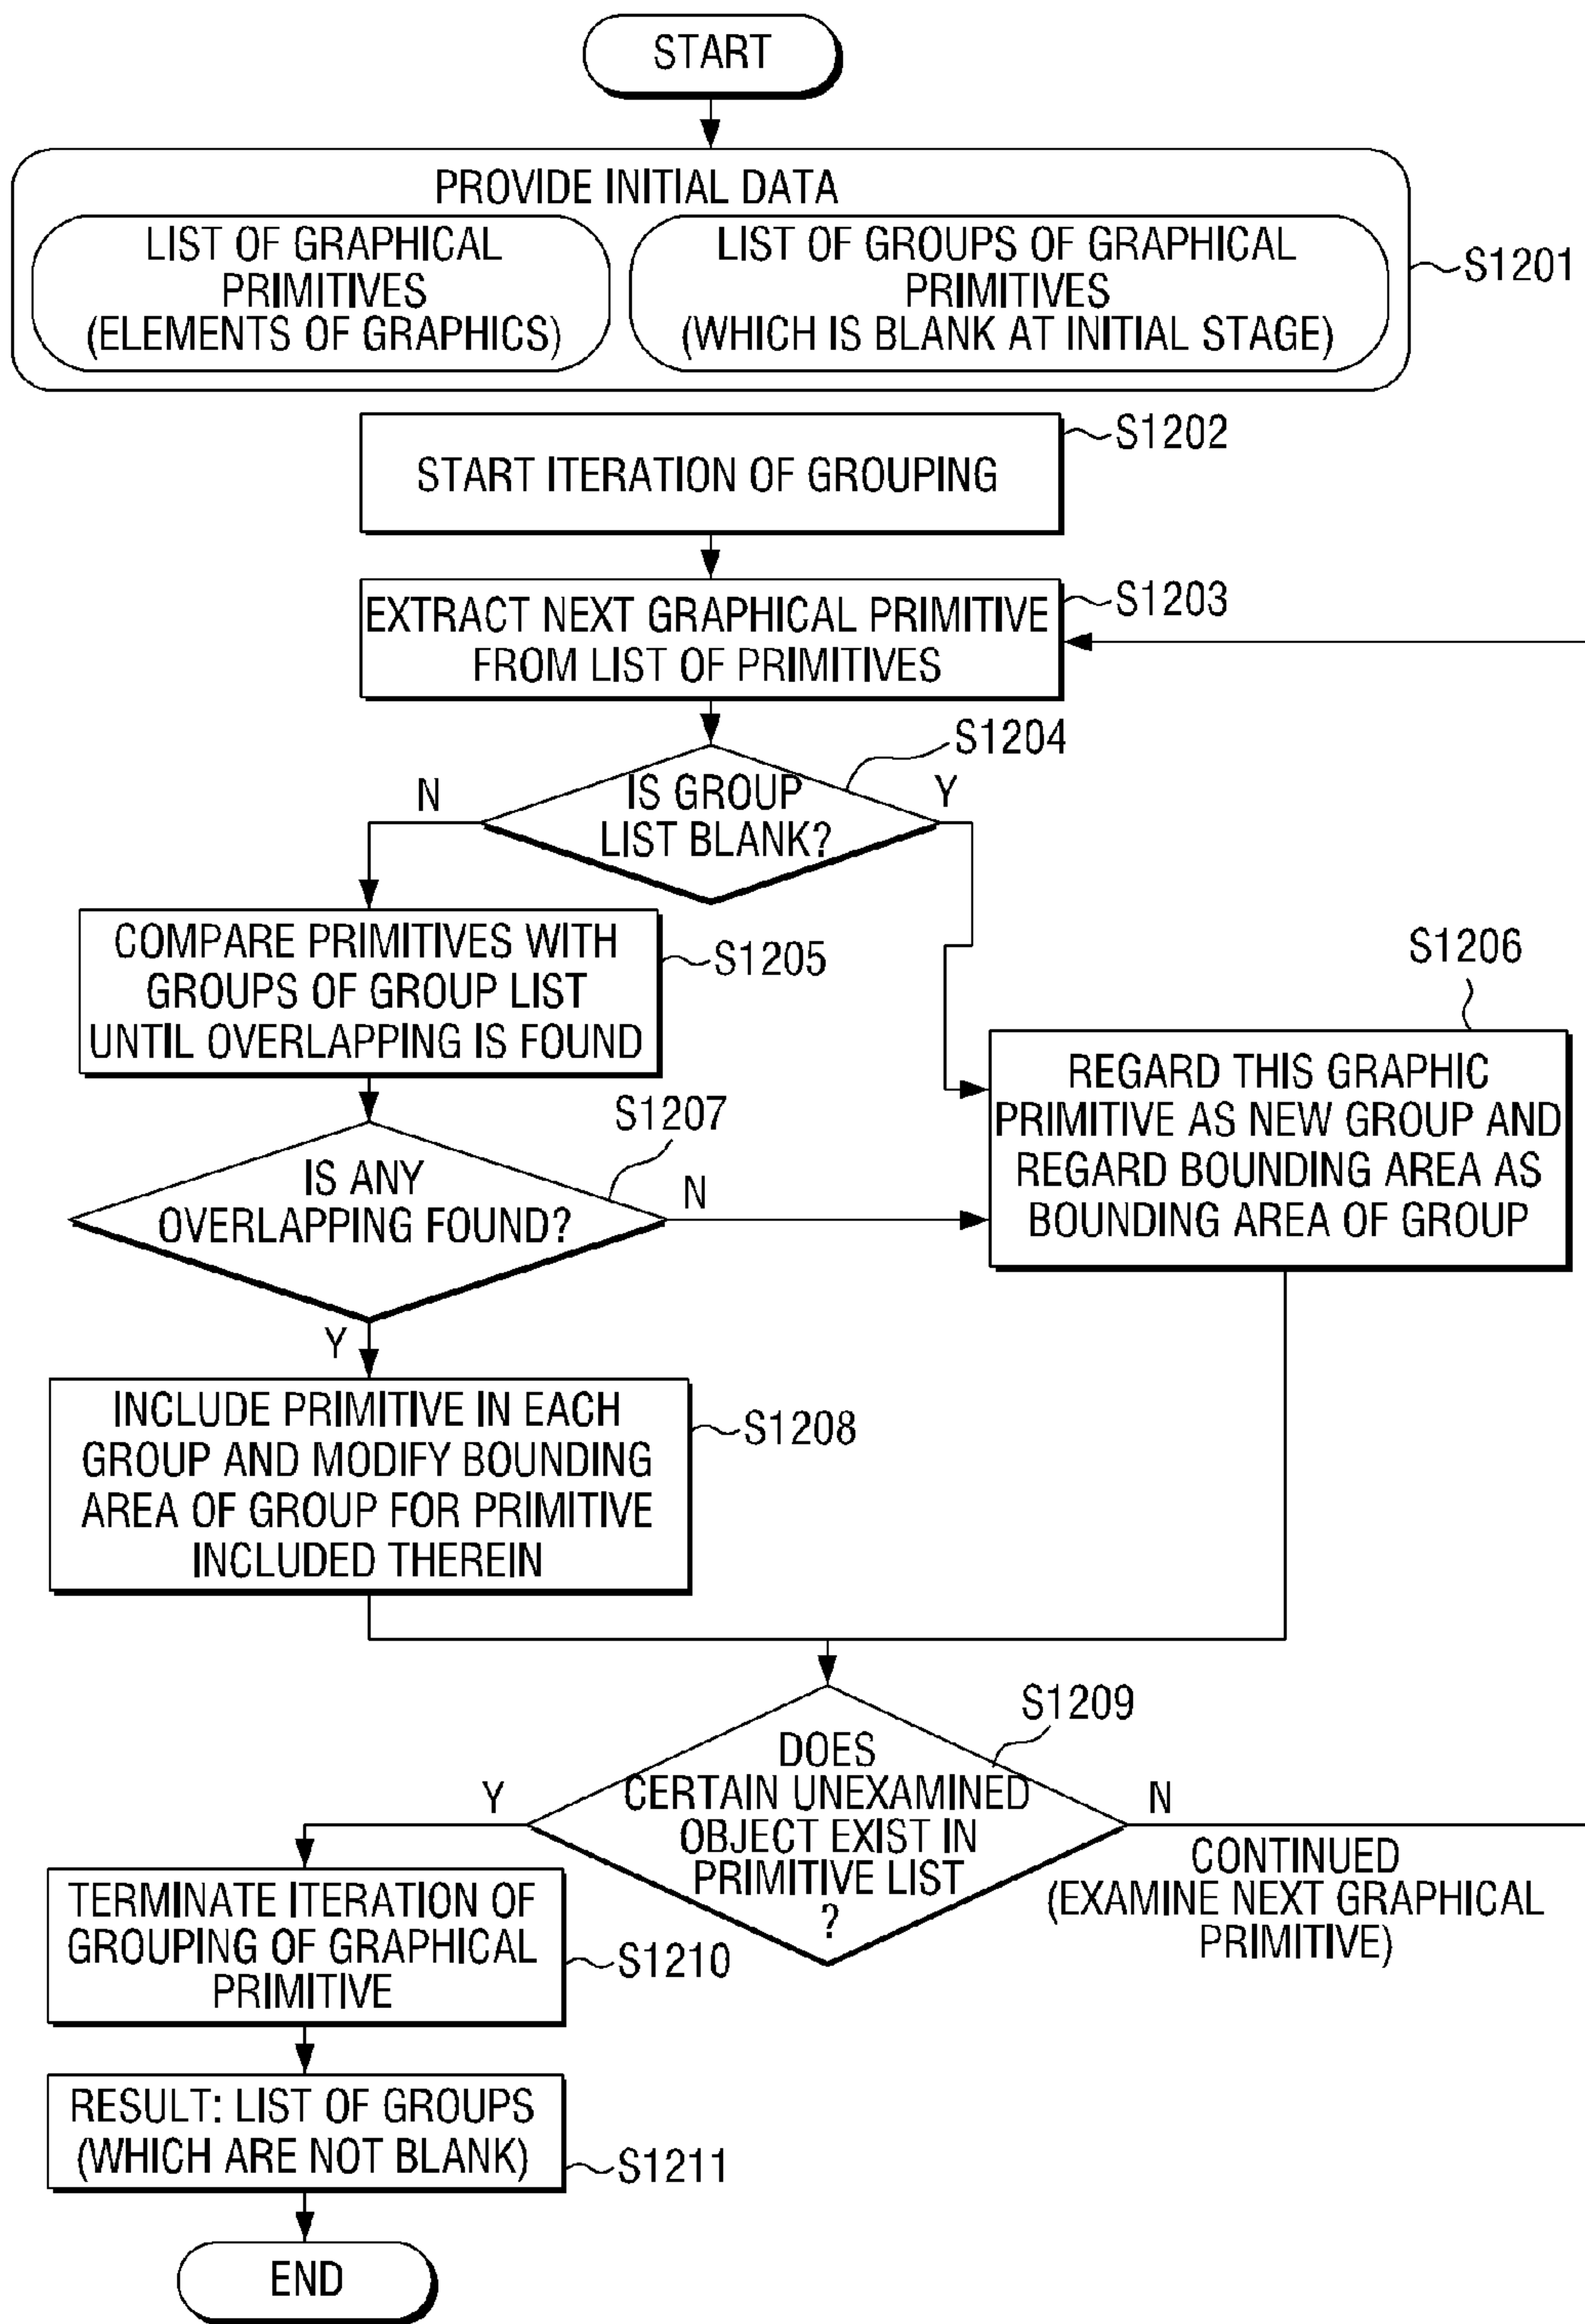 START
PROVIDE INITIAL DATA
LIST OF GRAPHICAL
PRIMITIVES
(ELEMENTS OF GRAPHICS)
LIST OF GROUPS OF GRAPHICAL
PRIMITIVES
(WHICH IS BLANK AT INITIAL STAGE)
S1201
S1202
START ITERATION OF GROUPING
S1203
EXTRACT NEXT GRAPHICAL PRIMITIVE
FROM LIST OF PRIMITIVES
S1204
N
IS GROUP
LIST BLANK?
Y
COMPARE PRIMITIVES WITH
GROUPS OF GROUP LIST
UNTIL OVERLAPPING IS FOUND
S1205
S1206
REGARD THIS GRAPHIC
PRIMITIVE AS NEW GROUP AND
REGARD BOUNDING AREA AS
BOUNDING AREA OF GROUP
S1207
IS ANY
OVERLAPPING FOUND?
N
Y
INCLUDE PRIMITIVE IN EACH
GROUP AND MODIFY BOUNDING
AREA OF GROUP FOR PRIMITIVE
INCLUDED THEREIN
S1208
S1209
DOES
CERTAIN UNEXAMINED
OBJECT EXIST IN
PRIMITIVE LIST
?
Y
N
CONTINUED
(EXAMINE NEXT GRAPHICAL
PRIMITIVE)
TERMINATE ITERATION OF
GROUPING OF GRAPHICAL
PRIMITIVE
S1210
RESULT: LIST OF GROUPS
(WHICH ARE NOT BLANK)
S1211
END